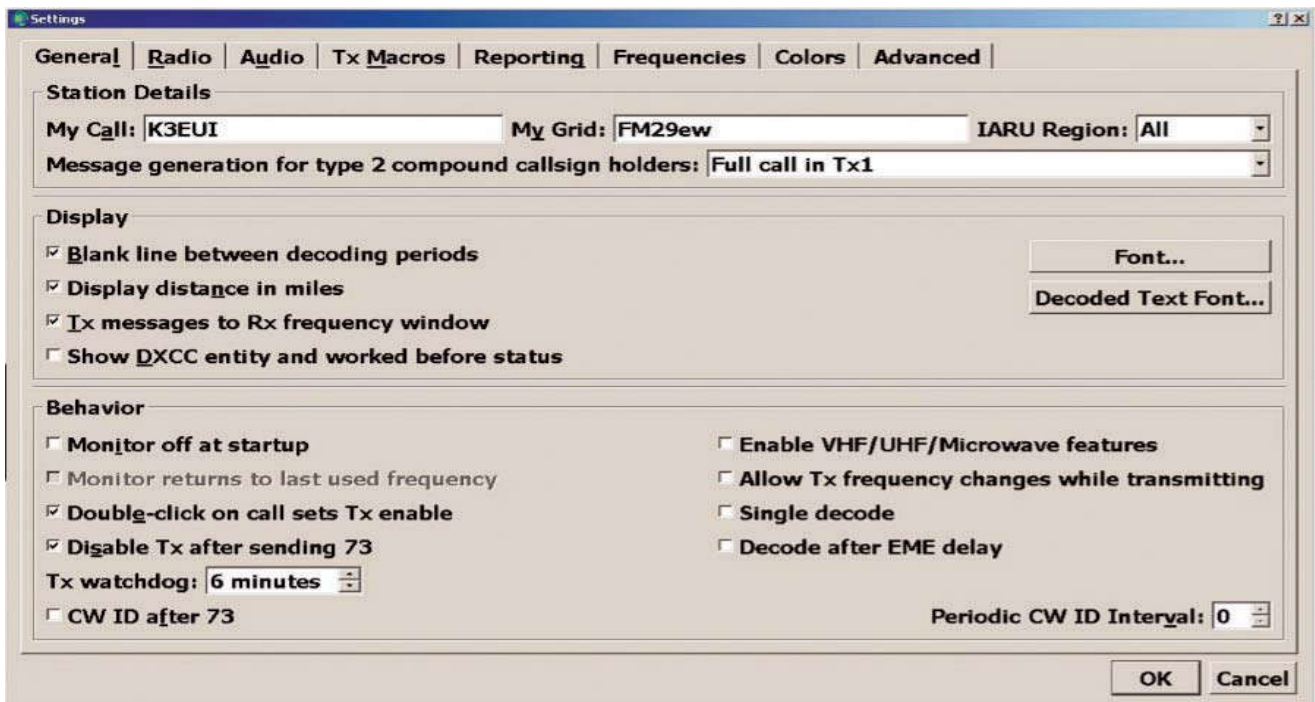 Settings
General Radio Audio Tx Macros Reporting Frequencies Colors Advanced
Station Details
My Call: K3EUI My Grid: FM29ew IARU Region: All
Message generation for type 2 compound callsign holders: Full call in Tx1
Display
Blank line between decoding periods Font...
Display distance in miles Decoded Text Font...
Tx messages to Rx frequency window
Show DXCC entity and worked before status
Behavior
Monitor off at startup Enable VHF/UHF/Microwave features
Monitor returns to last used frequency Allow Tx frequency changes while transmitting
Double-click on call sets Tx enable Single decode
Disable Tx after sending 73 Decode after EME delay
Tx watchdog: 6 minutes
CW ID after 73 Periodic CW ID Interval: 0
OK Cancel